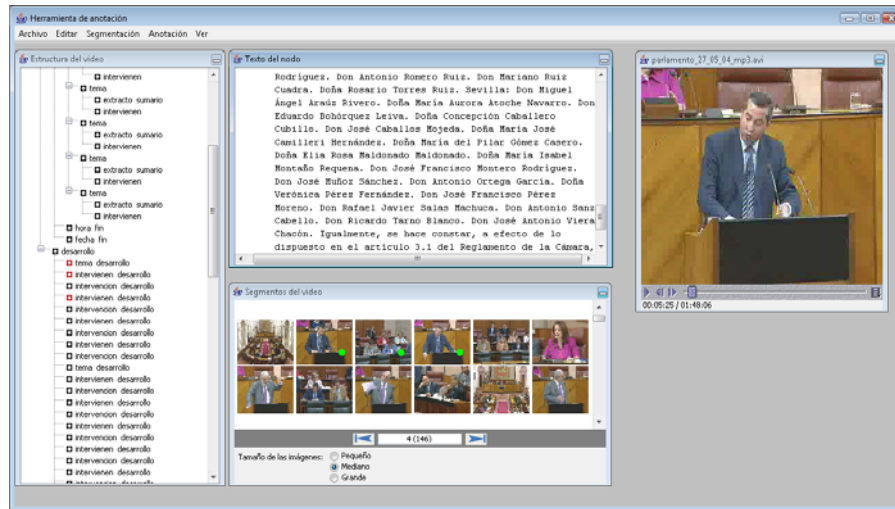 Herramienta de anotación
Archivo Editar Segmentación Anotación Ver
Estructura del video
intervienen
tema
extracto sumario
intervienen
tema
extracto sumario
intervienen
tema
extracto sumario
intervienen
tema
extracto sumario
intervienen
hora fin
fecha fin
desarrollo
tema desarrollo
intervienen desarrollo
intervencion desarrollo
intervienen desarrollo
intervencion desarrollo
intervienen desarrollo
intervencion desarrollo
intervienen desarrollo
intervencion desarrollo
tema desarrollo
intervienen desarrollo
intervencion desarrollo
intervienen desarrollo
intervencion desarrollo
intervienen desarrollo
intervencion desarrollo
intervienen desarrollo
intervencion desarrollo
intervienen desarrollo
Texto del nodo
Rodríguez. Don Antonio Romero Ruiz. Don Mariano Ruiz
Cuadra. Doña Rosario Torres Ruiz. Sevilla: Don Miguel
Ángel Araúz Rivero. Doña María Aurora Atoche Navarro. Don
Eduardo Bohórquez Leiva. Doña Concepción Caballero
Cubillo. Don José Caballos Mojeda. Doña María José
Camilleri Hernández. Doña María del Pilar Gómez Casero.
Doña Elia Rosa Maldonado Maldonado. Doña María Isabel
Montaño Requena. Don José Francisco Montero Rodríguez.
Don José Muñoz Sánchez. Don Antonio Ortega García. Doña
Verónica Pérez Fernández. Don José Francisco Pérez
Moreno. Don Rafael Javier Salas Machuca. Don Antonio Sanz
Cabello. Don Ricardo Tarno Blanco. Don José Antonio Viera
Chacón. Igualmente, se hace constar, a efecto de lo
dispuesto en el artículo 3.1 del Reglamento de la Cámara,
Segmentos del video
4 (146)
Tamaño de las imágenes:
Pequeño
Mediano
Grande
parlamento_27_05_04_mp3.avi
00:05:25 / 01:48:06